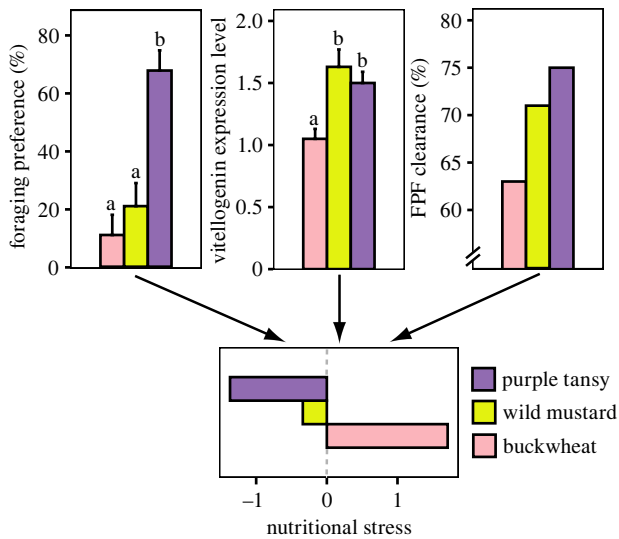 foraging preference (%)
80
60
40
20
0
a
a
b
vitellogenin expression level
2.0
1.5
1.0
0.5
0
a
b
b
FPF clearance (%)
80
75
70
65
60
purple tansy
wild mustard
buckwheat
–1
0
1
nutritional stress